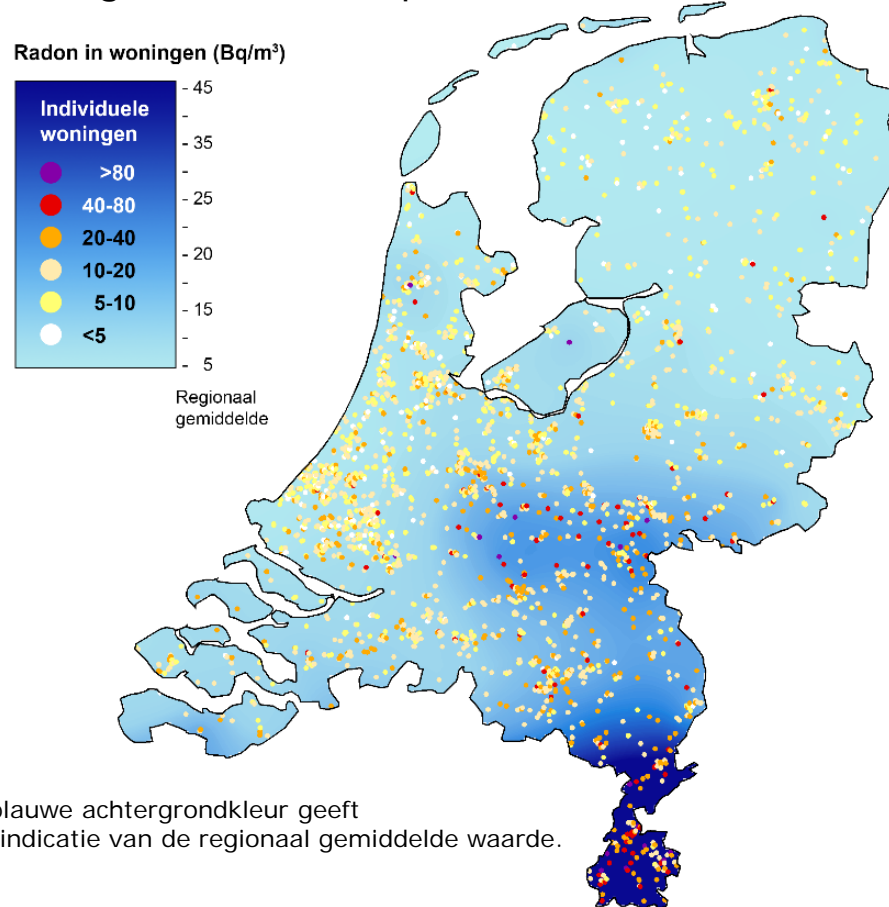 Radon in woningen (Bq/m³)
Individuele
woningen
>80
40-80
20-40
10-20
5-10
<5
- 45
- 35
- 25
- 20
- 15
- 5
Regionaal
gemiddelde
blauwe achtergrondkleur geeft
indicatie van de regionaal gemiddelde waarde.